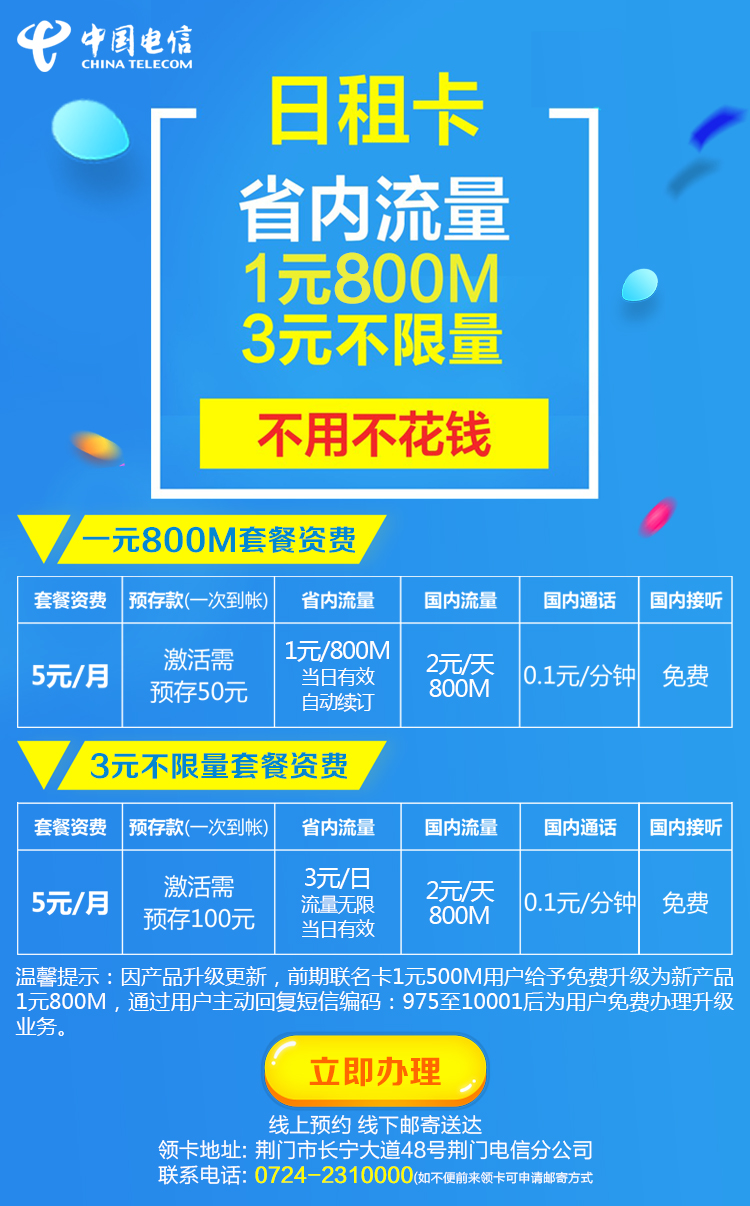 中国电信
CHINA TELECOM
日租卡
省内流量
1元800M
3元不限量
不用不花钱
一元800M套餐资费
套餐资费 预存款(一次到帐) 省内流量 国内流量 国内通话 国内接听
5元/月 激活需 预存50元 1元/800M 当日有效 自动续订 2元/天 800M 0.1元/分钟 免费
3元不限量套餐资费
套餐资费 预存款(一次到帐) 省内流量 国内流量 国内通话 国内接听
5元/月 激活需 预存100元 3元/日 流量无限 当日有效 2元/天 800M 0.1元/分钟 免费
温馨提示：因产品升级更新，前期联名卡1元500M用户给予免费升级为新产品
1元800M，通过用户主动回复短信编码：975至10001后为用户免费办理升级
业务。
立即办理
线上预约 线下邮寄送达
领卡地址: 荆门市长宁大道48号荆门电信分公司
联系电话: 0724-2310000(如不便前来领卡可申请邮寄方式